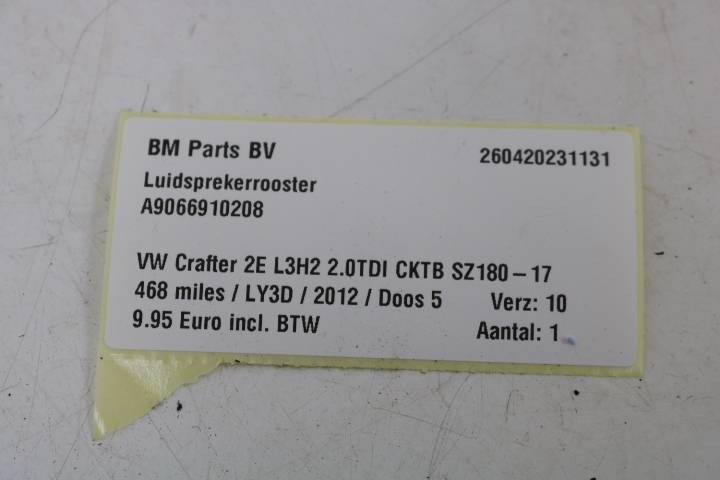 BM Parts BV 260420231131
Luidsprekerrooster
A9066910208
VW Crafter 2E L3H2 2.0TDI CKTB SZ180-17
468 miles / LY3D / 2012 / Doos 5 Verz: 10
9.95 Euro incl. BTW Aantal: 1